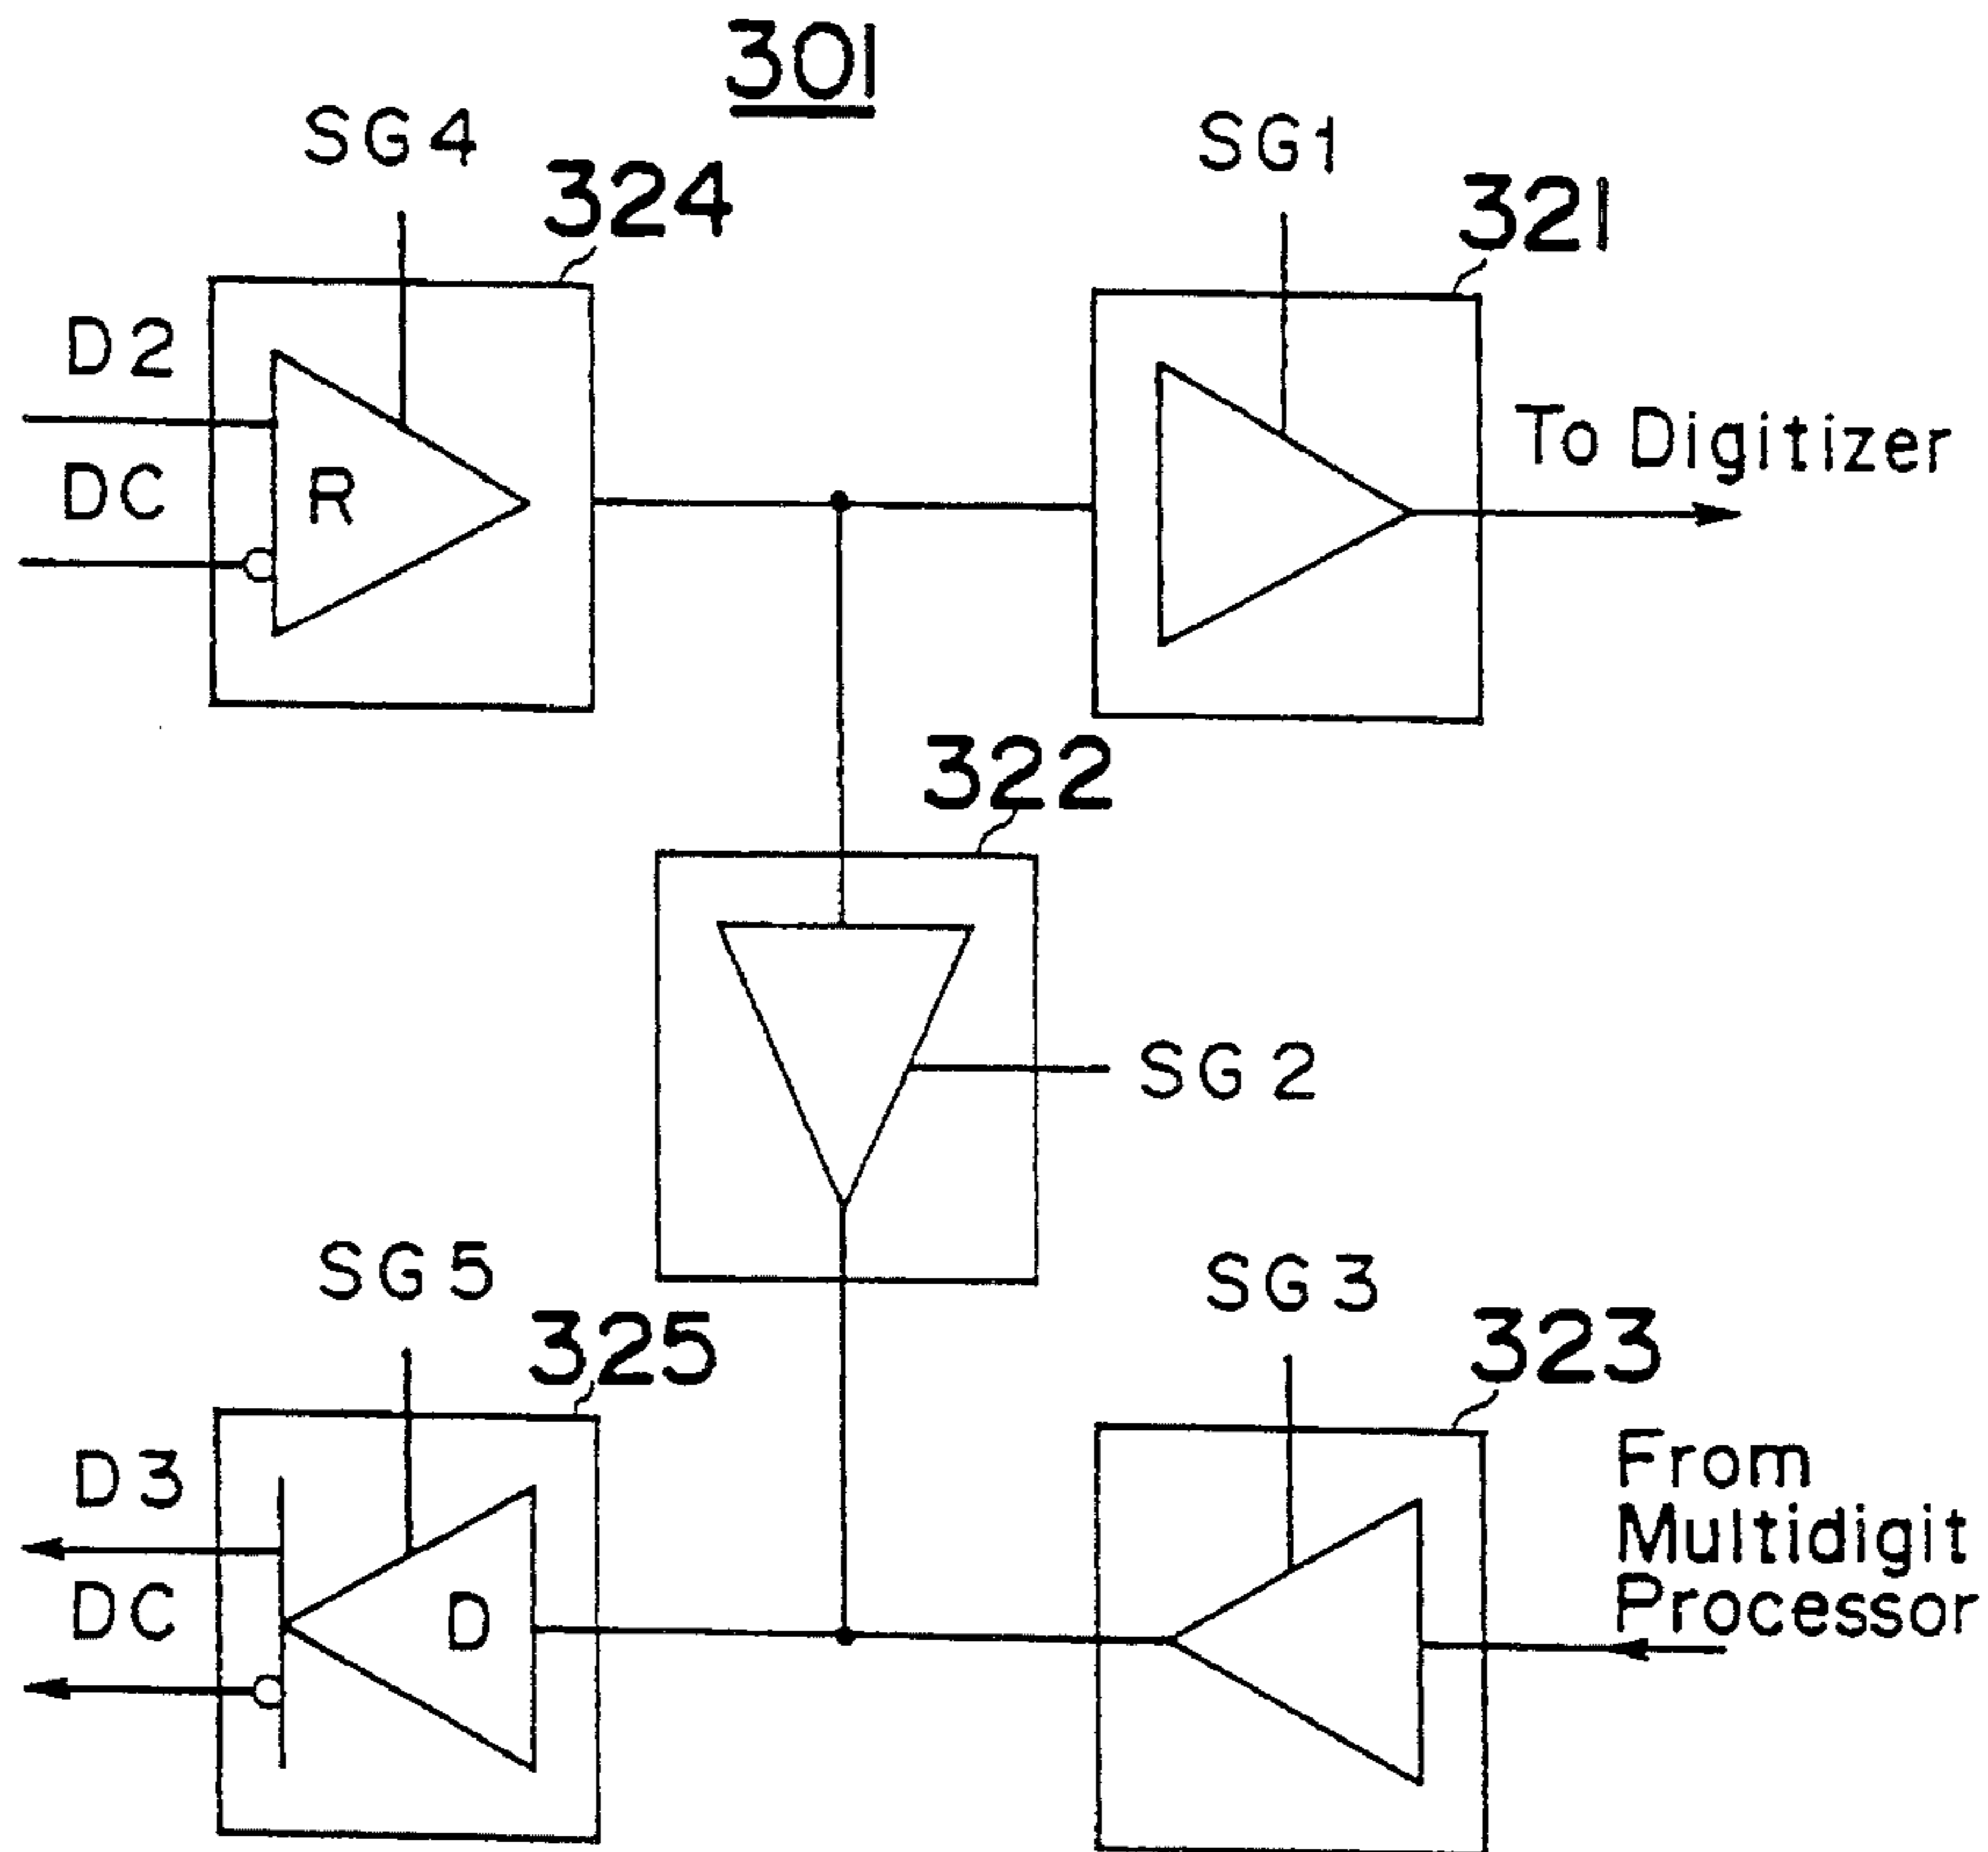 301
SG4
324
SG1
321
D2
DC
R
To Digitizer
322
SG2
SG5
325
SG3
323
D3
DC
D
From
Multidigit
Processor